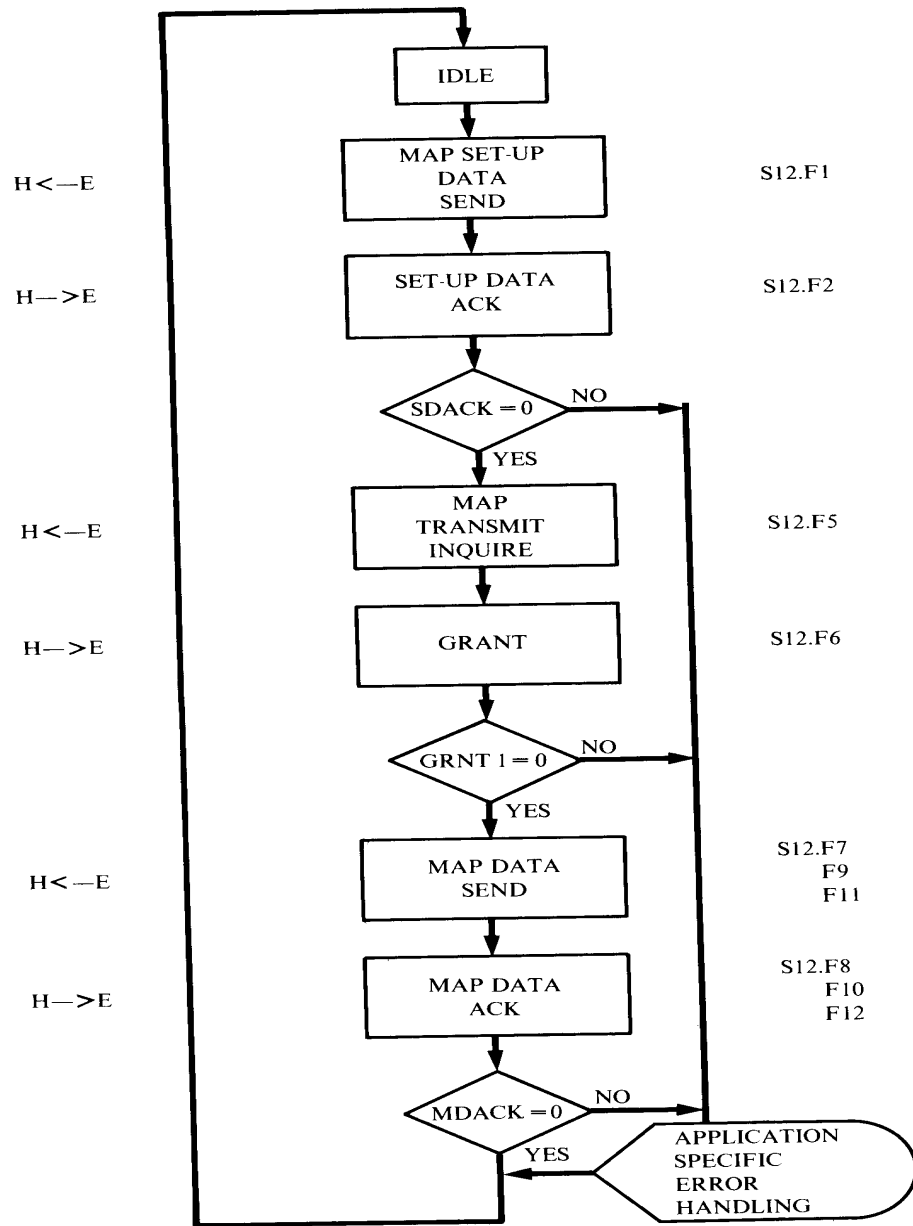 IDLE
H<—E
MAP SET-UP
DATA
SEND
S12.F1
H—>E
SET-UP DATA
ACK
S12.F2
SDACK = 0
NO
YES
H<—E
MAP
TRANSMIT
INQUIRE
S12.F5
H—>E
GRANT
S12.F6
GRNT 1 = 0
NO
YES
H<—E
MAP DATA
SEND
S12.F7
F9
F11
H—>E
MAP DATA
ACK
S12.F8
F10
F12
MDACK = 0
NO
YES
APPLICATION
SPECIFIC
ERROR
HANDLING